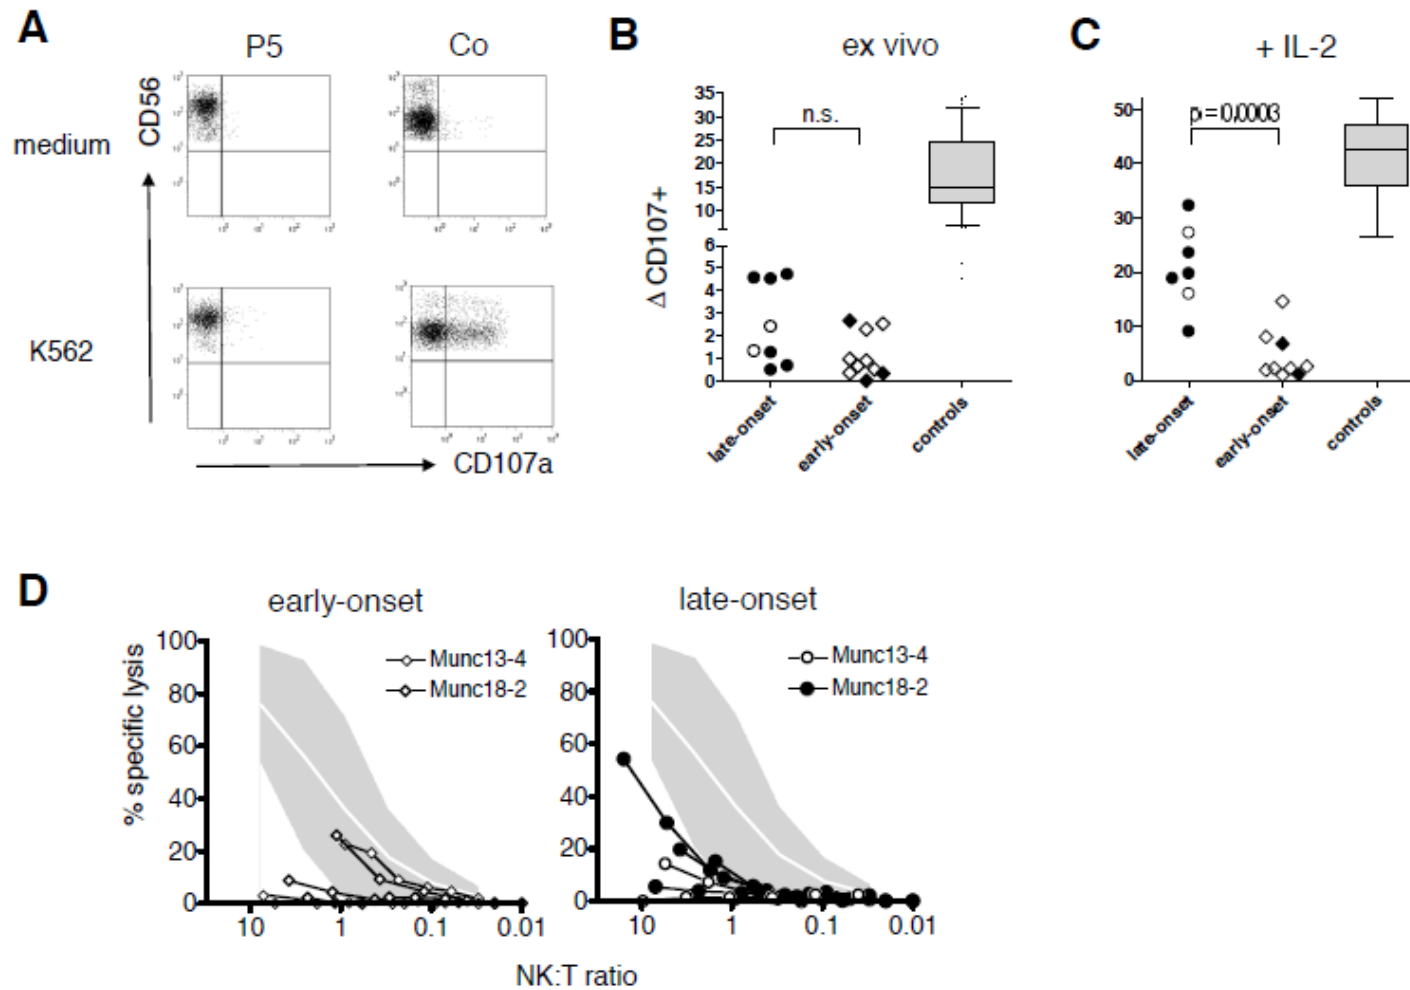 A
P5
Co
medium
K562
CD56
CD107a
B
ex vivo
n.s.
Δ CD107+
35
30
25
20
15
10
6
5
4
3
2
1
0
late-onset
early-onset
controls
C
+ IL-2
p = 0,0003
50
40
30
20
10
0
late-onset
early-onset
controls
D
early-onset
Munc13-4
Munc18-2
% specific lysis
100
80
60
40
20
0
10 1 0.1 0.01
late-onset
Munc13-4
Munc18-2
100
80
60
40
20
0
10 1 0.1 0.01
NK:T ratio